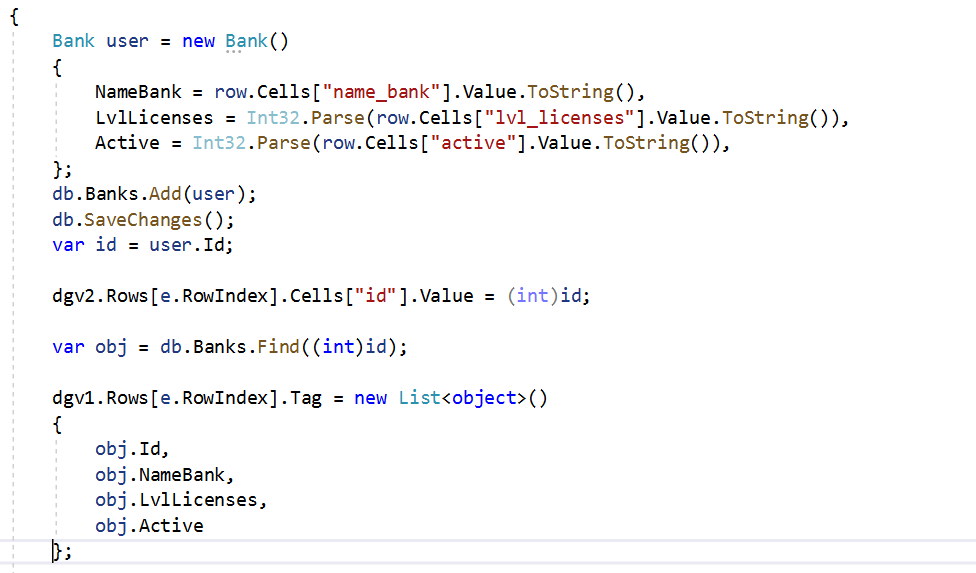 {
Bank user = new Bank()
{
NameBank = row.Cells["name_bank"].Value.ToString(),
LvlLicenses = Int32.Parse(row.Cells["lvl_licenses"].Value.ToString()),
Active = Int32.Parse(row.Cells["active"].Value.ToString()),
};
db.Banks.Add(user);
db.SaveChanges();
var id = user.Id;
dgv2.Rows[e.RowIndex].Cells["id"].Value = (int)id;
var obj = db.Banks.Find((int)id);
dgv1.Rows[e.RowIndex].Tag = new List<object>()
{
obj.Id,
obj.NameBank,
obj.LvlLicenses,
obj.Active
};